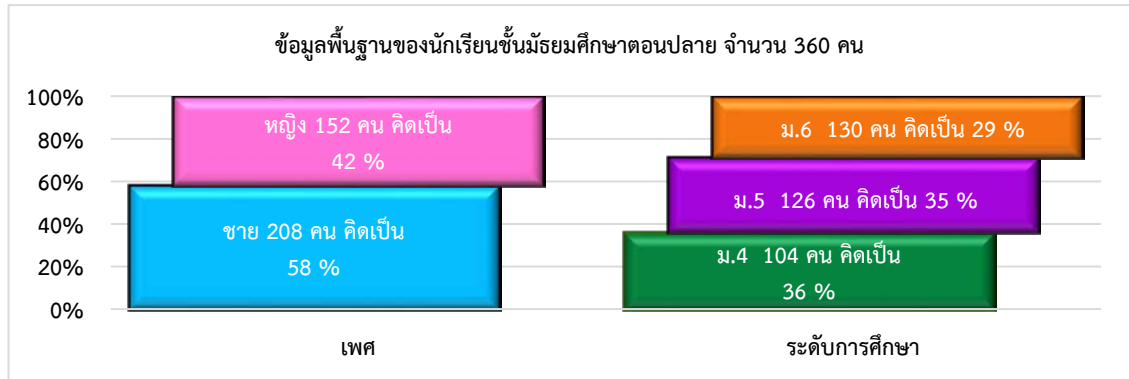 ข้อมูลพื้นฐานของนักเรียนชั้นมัธยมศึกษาตอนปลาย จำนวน 360 คน
100%
80%
60%
40%
20%
0%
หญิง 152 คน คิดเป็น
42 %
ชาย 208 คน คิดเป็น
58 %
ม.6 130 คน คิดเป็น 29 %
ม.5 126 คน คิดเป็น 35 %
ม.4 104 คน คิดเป็น
36 %
เพศ
ระดับการศึกษา